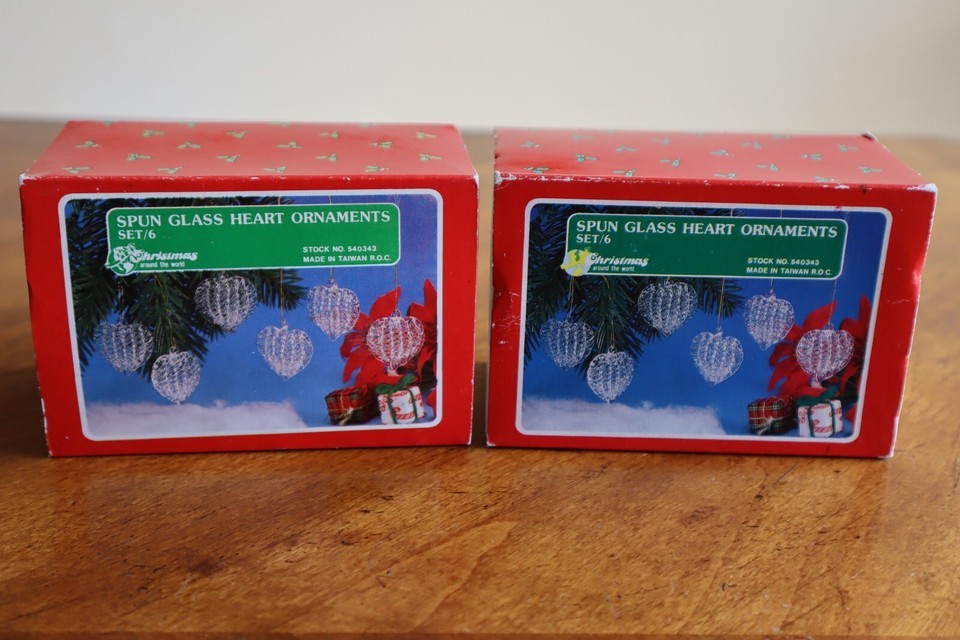 SPUN GLASS HEART ORNAMENTS
SET/6
Christmas
around the world
STOCK NO. 540343
MADE IN TAIWAN R.O.C.
SPUN GLASS HEART ORNAMENTS
SET/6
Christmas
around the world
STOCK NO. 540343
MADE IN TAIWAN R.O.C.